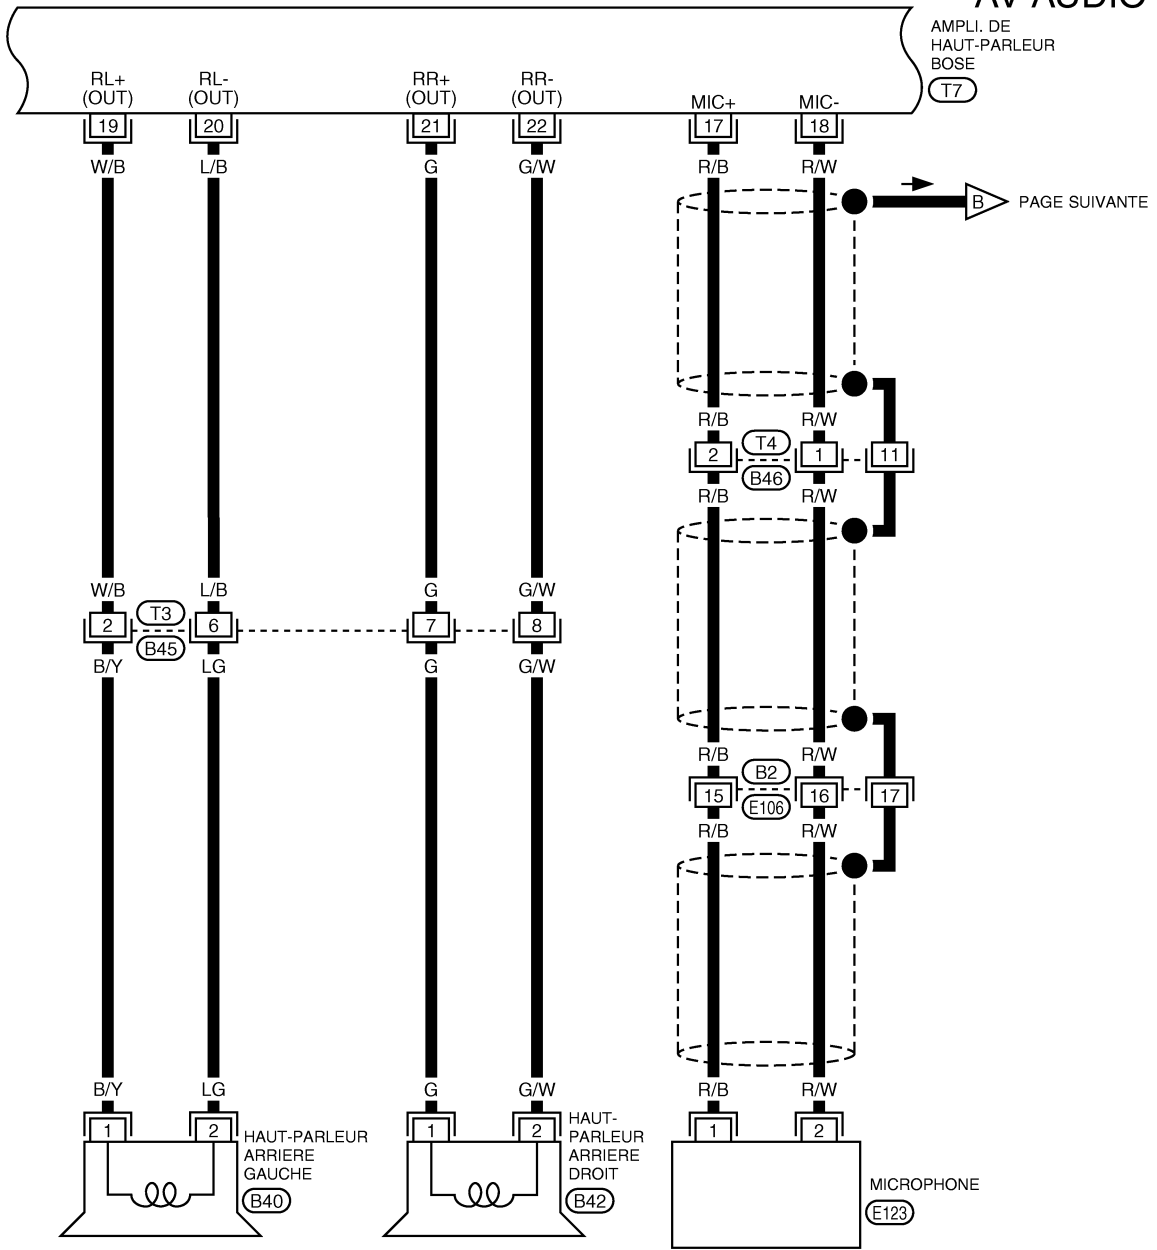 AV-AUDIO
AMPLI. DE
HAUT-PARLEUR
BOSE
T7
RL+ RL- RR+ RR-
(OUT) (OUT) (OUT) (OUT) MIC+ MIC-
19 20 21 22 17 18
W/B L/B G G/W R/B R/W
B PAGE SUIVANTE
R/B R/W
T4
2 1 11
B46
R/B R/W
W/B L/B G G/W
T3
2 6 7 8
B45
B/Y LG G G/W
R/B R/W
B2
15 16 17
E106
R/B R/W
B/Y LG G G/W R/B R/W
1 2 1 2 1 2
HAUT-PARLEUR
ARRIERE
GAUCHE
B40
HAUT-
PARLEUR
ARRIERE
DROIT
B42
MICROPHONE
E123